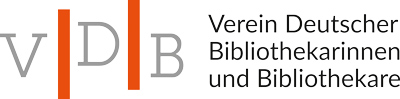 VDB
Verein Deutscher
Bibliothekarinnen
und Bibliothekare